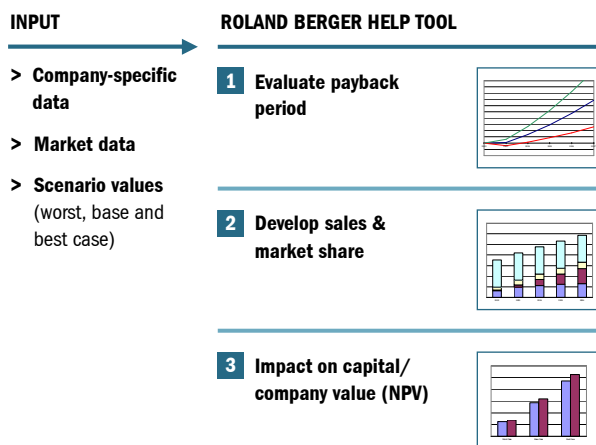 INPUT
> Company-specific
data
> Market data
> Scenario values
(worst, base and
best case)
ROLAND BERGER HELP TOOL
1 Evaluate payback
period
2 Develop sales &
market share
3 Impact on capital/
company value (NPV)